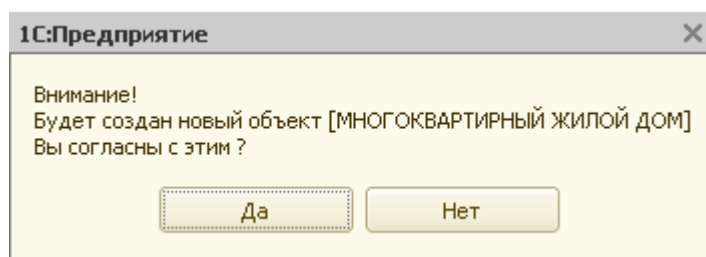 1С:Предприятие
Внимание!
Будет создан новый объект [МНОГОКВАРТИРНЫЙ ЖИЛОЙ ДОМ]
Вы согласны с этим ?
Да
Нет